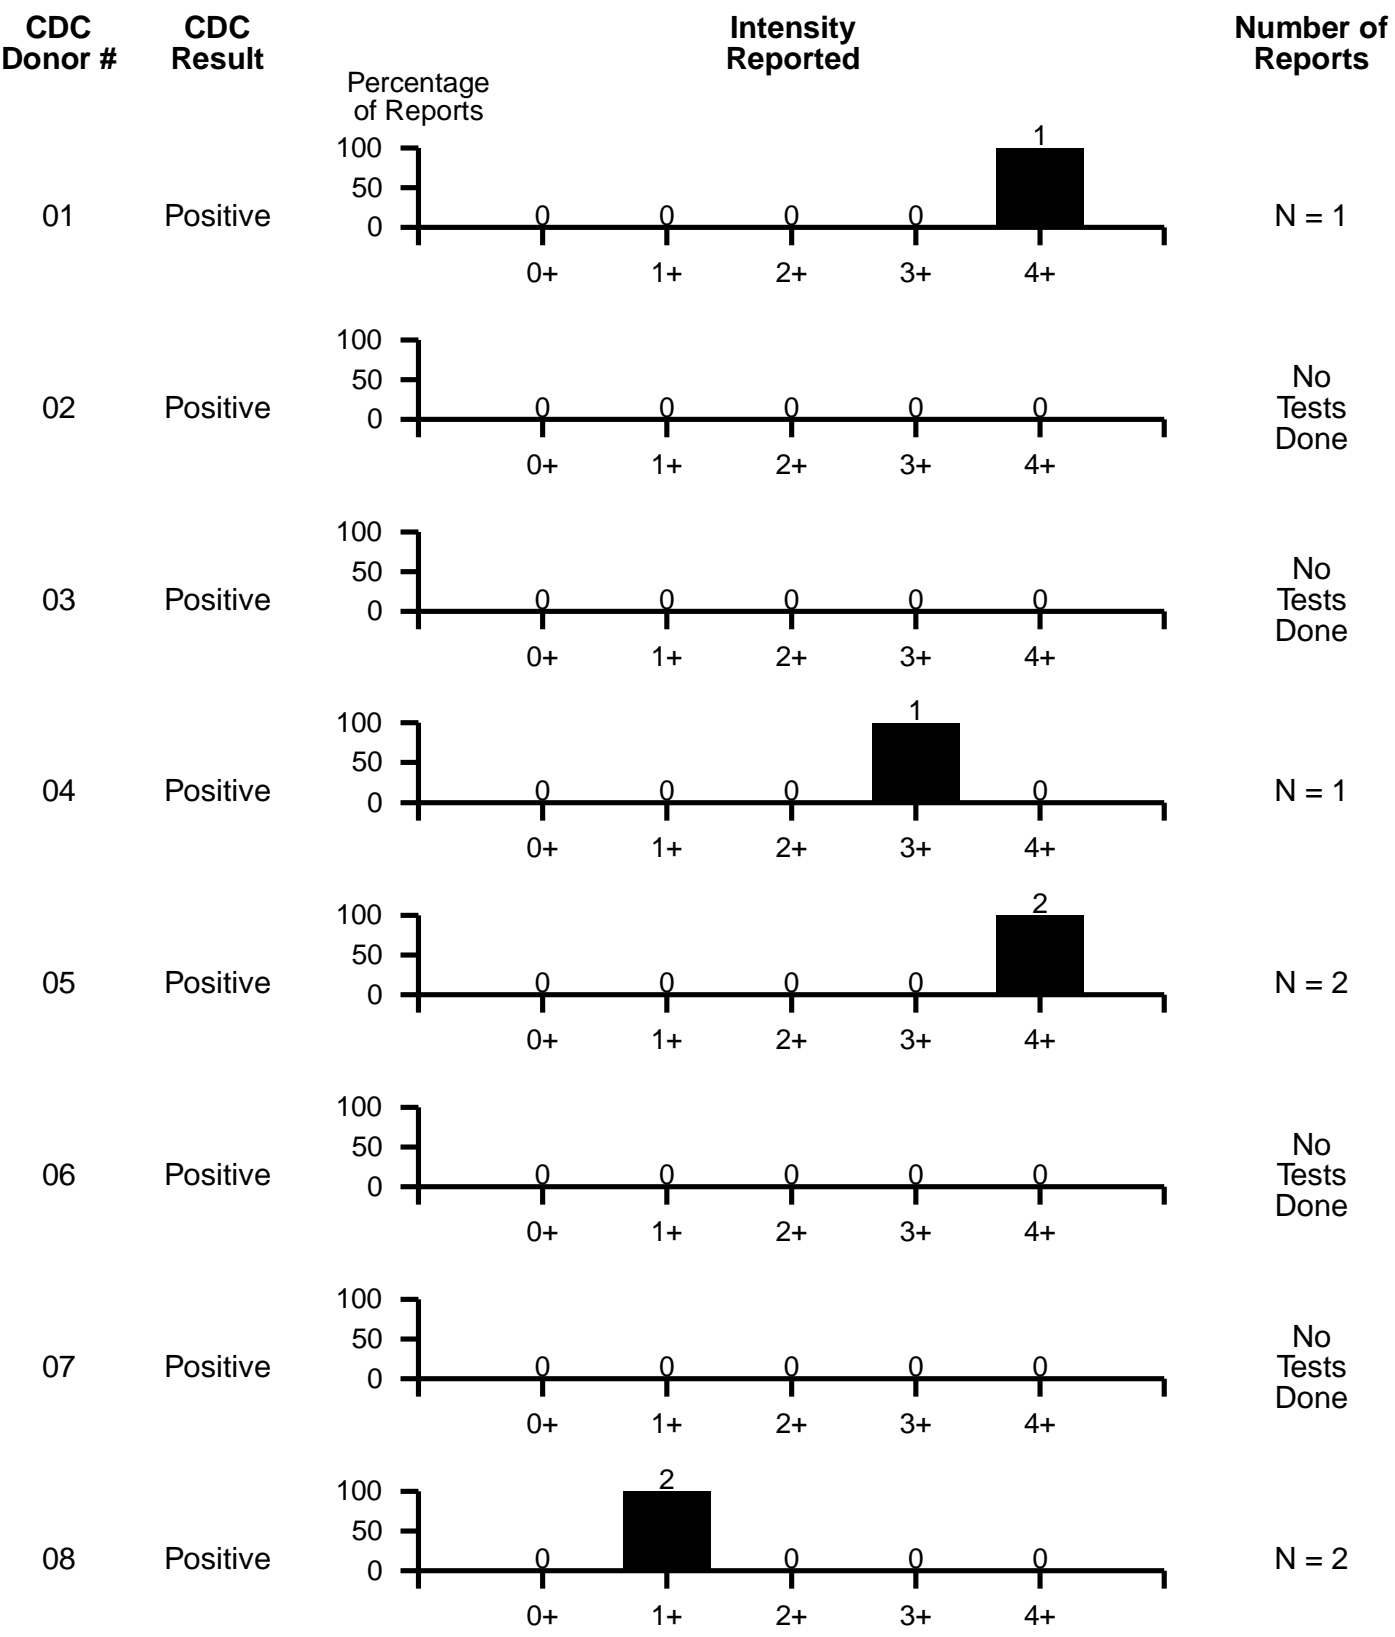 CDC
Donor #
CDC
Result
Intensity
Reported
Number of
Reports
Percentage
of Reports
01
Positive
100
50
0
0 0 0 0 1
0+ 1+ 2+ 3+ 4+
N = 1
02
Positive
100
50
0
0 0 0 0 0
0+ 1+ 2+ 3+ 4+
No
Tests
Done
03
Positive
100
50
0
0 0 0 0 0
0+ 1+ 2+ 3+ 4+
No
Tests
Done
04
Positive
100
50
0
0 0 0 1 0
0+ 1+ 2+ 3+ 4+
N = 1
05
Positive
100
50
0
0 0 0 0 2
0+ 1+ 2+ 3+ 4+
N = 2
06
Positive
100
50
0
0 0 0 0 0
0+ 1+ 2+ 3+ 4+
No
Tests
Done
07
Positive
100
50
0
0 0 0 0 0
0+ 1+ 2+ 3+ 4+
No
Tests
Done
08
Positive
100
50
0
0 2 0 0 0
0+ 1+ 2+ 3+ 4+
N = 2